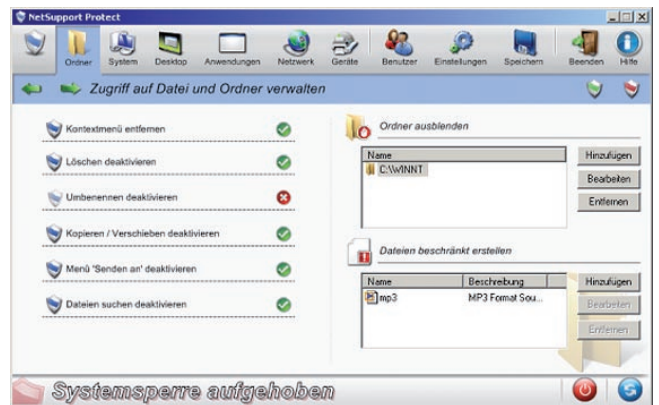 NetSupport Protect
Ordner System Desktop Anwendungen Netzwerk Geräte Benutzer Einstellungen Speichern Beenden Hilfe
Zugriff auf Datei und Ordner verwalten
Kontextmenü entfernen
Löschen deaktivieren
Umbenennen deaktivieren
Kopieren / Verschieben deaktivieren
Menü 'Senden an' deaktivieren
Dateien suchen deaktivieren
Ordner ausblenden
Name
C:\WINNT
Hinzufügen
Bearbeiten
Entfernen
Dateien beschränkt erstellen
Name Beschreibung
mp3 MP3 Format Sou...
Hinzufügen
Bearbeiten
Entfernen
Systemsperre aufgehoben